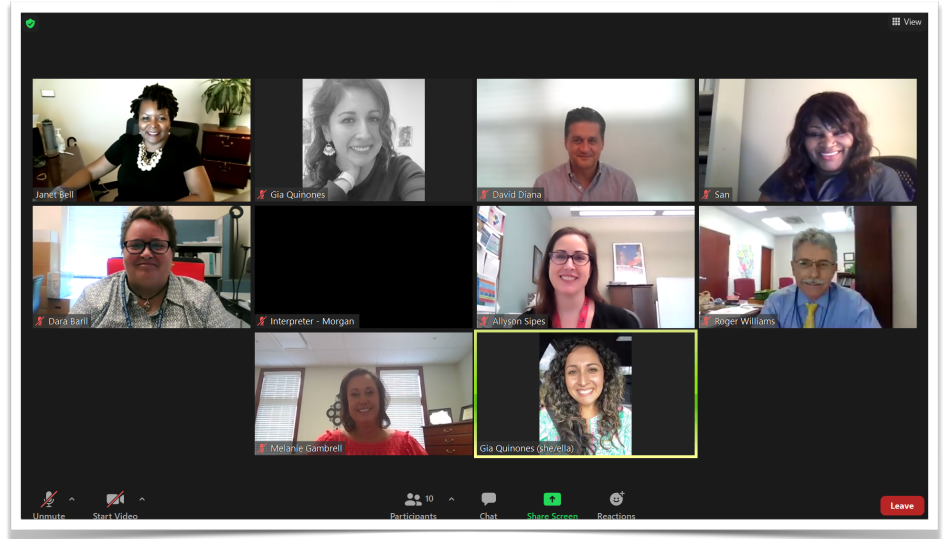 View
Janet Bell
Gia Quinones
David Diana
San
Dara Baril
Interpreter - Morgan
Allyson Sipes
Roger Williams
Melanie Gambrell
Gia Quinones (she/ella)
Unmute
Start Video
10
Participants
Chat
Share Screen
Reactions
Leave